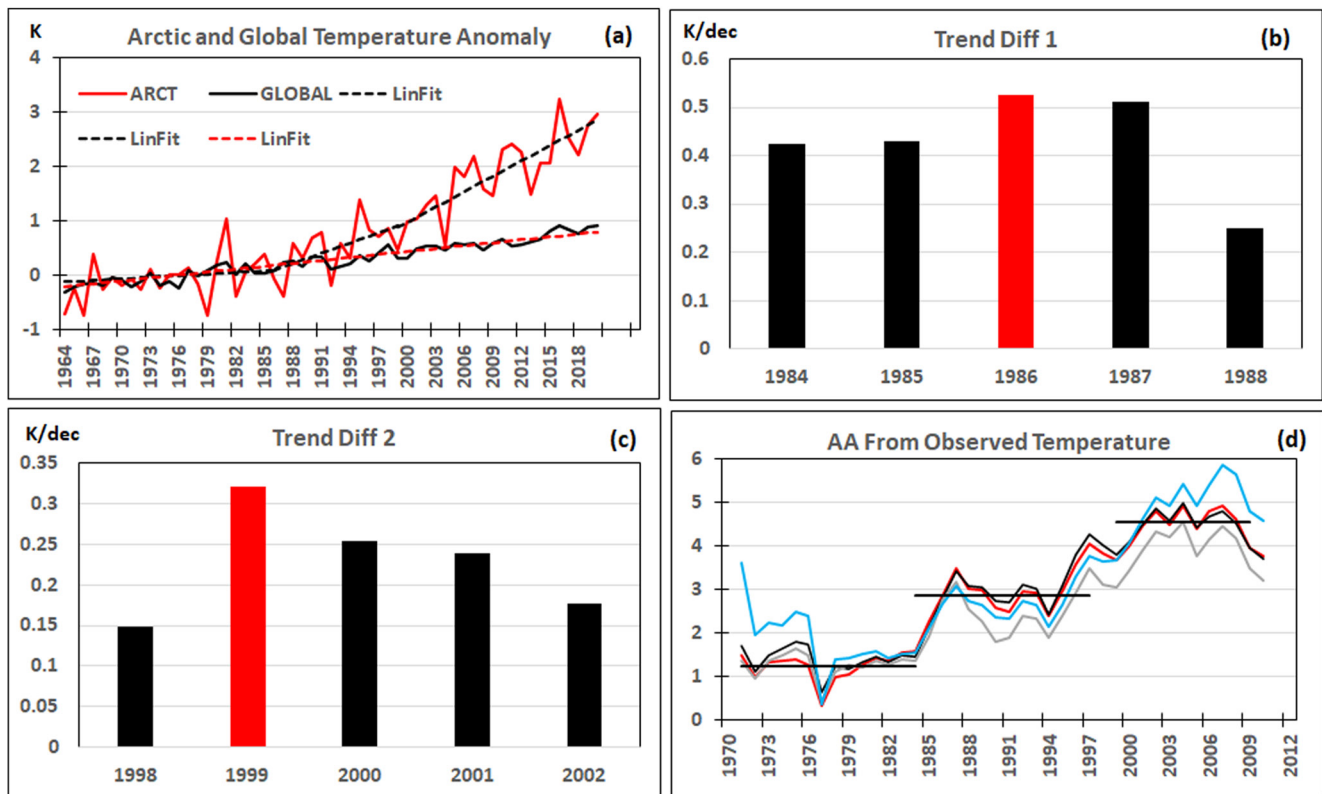 K Arctic and Global Temperature Anomaly (a)
4
3
2
1
0
-1
ARCT GLOBAL LinFit
LinFit LinFit
1964 1967 1970 1973 1976 1979 1982 1985 1988 1991 1994 1997 2000 2003 2006 2009 2012 2015 2018
K/dec Trend Diff 1 (b)
0.6
0.5
0.4
0.3
0.2
0.1
0
1984 1985 1986 1987 1988
K/dec Trend Diff 2 (c)
0.35
0.3
0.25
0.2
0.15
0.1
0.05
0
1998 1999 2000 2001 2002
AA From Observed Temperature (d)
6
5
4
3
2
1
0
1970 1973 1976 1979 1982 1985 1988 1991 1994 1997 2000 2003 2006 2009 2012